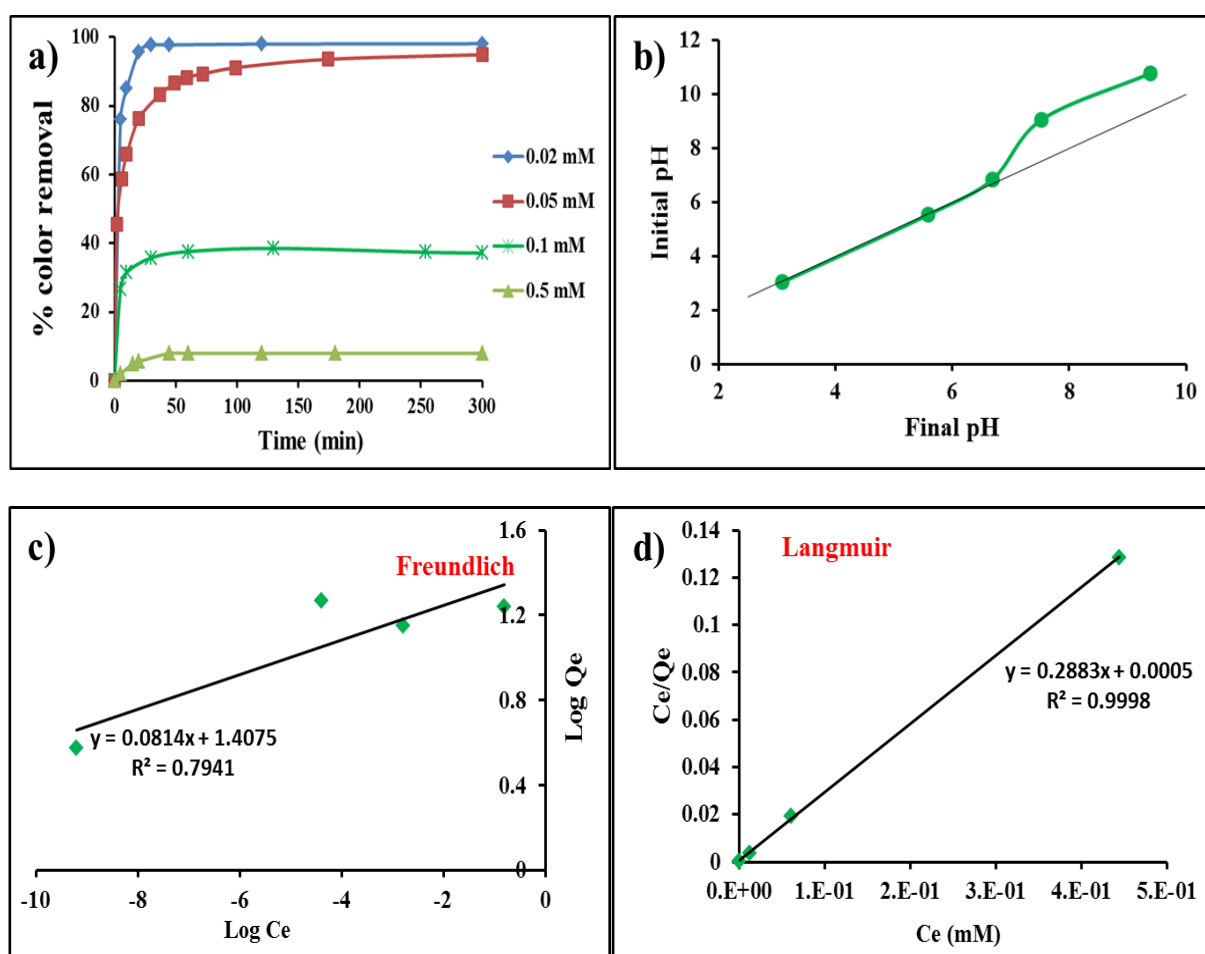 a)
100
80
60
40
20
0
% color removal
0 50 100 150 200 250 300
Time (min)
0.02 mM
0.05 mM
0.1 mM
0.5 mM
b)
12
10
8
6
4
2
0
Initial pH
2 4 6 8 10
Final pH
c)
Freundlich
1.6
1.2
0.8
0.4
0
Log Qe
y = 0.0814x + 1.4075
R² = 0.7941
-10 -8 -6 -4 -2 0
Log Ce
d)
Langmuir
0.14
0.12
0.1
0.08
0.06
0.04
0.02
0
Ce/Qe
y = 0.2883x + 0.0005
R² = 0.9998
0.E+00 1.E-01 2.E-01 3.E-01 4.E-01 5.E-01
Ce (mM)